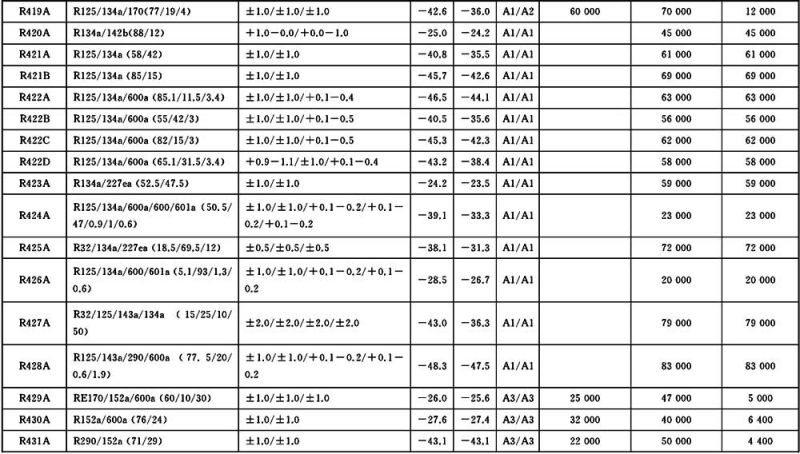 R419A R125/134a/170(77/19/4) ±1.0/±1.0/±1.0 −42.6 −36.0 A1/A2 60 000 70 000 12 000
R420A R134a/142b(88/12) +1.0−0.0/+0.0−1.0 −25.0 −24.2 A1/A1 45 000 45 000
R421A R125/134a (58/42) ±1.0/±1.0 −40.8 −35.5 A1/A1 61 000 61 000
R421B R125/134a (85/15) ±1.0/±1.0 −45.7 −42.6 A1/A1 69 000 69 000
R422A R125/134a/600a (85.1/11.5/3.4) ±1.0/±1.0/+0.1−0.4 −46.5 −44.1 A1/A1 63 000 63 000
R422B R125/134a/600a (55/42/3) ±1.0/±1.0/+0.1−0.5 −40.5 −35.6 A1/A1 56 000 56 000
R422C R125/134a/600a (82/15/3) ±1.0/±1.0/+0.1−0.5 −45.3 −42.3 A1/A1 62 000 62 000
R422D R125/134a/600a (65.1/31.5/3.4) +0.9−1.1/±1.0/+0.1−0.4 −43.2 −38.4 A1/A1 58 000 58 000
R423A R134a/227ea (52.5/47.5) ±1.0/±1.0 −24.2 −23.5 A1/A1 59 000 59 000
R424A R125/134a/600a/600/601a (50.5/
47/0.9/1/0.6) ±1.0/±1.0/+0.1−0.2/+0.1−
0.2/+0.1−0.2 −39.1 −33.3 A1/A1 23 000 23 000
R425A R32/134a/227ea (18.5/69.5/12) ±0.5/±0.5/±0.5 −38.1 −31.3 A1/A1 72 000 72 000
R426A R125/134a/600/601a (5.1/93/1.3/
0.6) ±1.0/±1.0/+0.1−0.2/+0.1−
0.2 −28.5 −26.7 A1/A1 20 000 20 000
R427A R32/125/143a/134a ( 15/25/10/
50) ±2.0/±2.0/±2.0/±2.0 −43.0 −36.3 A1/A1 79 000 79 000
R428A R125/143a/290/600a (77. 5/20/
0.6/1.9) ±1.0/±1.0/+0.1−0.2/+0.1−
0.2 −48.3 −47.5 A1/A1 83 000 83 000
R429A RE170/152a/600a (60/10/30) ±1.0/±1.0/±1.0 −26.0 −25.6 A3/A3 25 000 47 000 5 000
R430A R152a/600a (76/24) ±1.0/±1.0 −27.6 −27.4 A3/A3 32 000 40 000 6 400
R431A R290/152a (71/29) ±1.0/±1.0 −43.1 −43.1 A3/A3 22 000 50 000 4 400